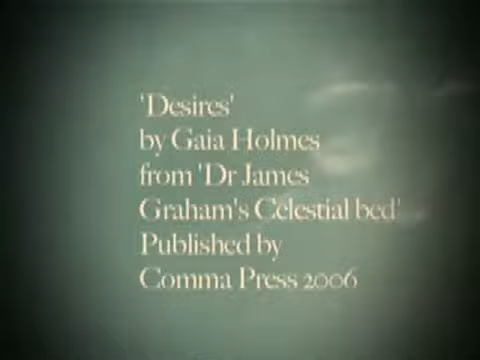 'Desires'
by Gaia Holmes
from 'Dr James
Graham's Celestial bed'
Published by
Comma Press 2006